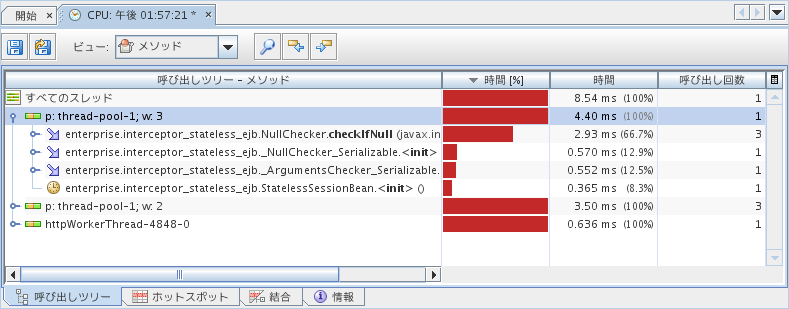 開始 × CPU: 午後 01:57:21 * ×
ビュー: メソッド
呼び出しツリー - メソッド 時間 [%] 時間 呼び出し回数
すべてのスレッド 8.54 ms (100%) 1
p: thread-pool-1; w: 3 4.40 ms (100%) 1
enterprise.interceptor_stateless_ejb.NullChecker.checkIfNull (javax.in 2.93 ms (66.7%) 3
enterprise.interceptor_stateless_ejb._NullChecker_Serializable.<init> 0.570 ms (12.9%) 1
enterprise.interceptor_stateless_ejb._ArgumentsChecker_Serializable. 0.552 ms (12.5%) 1
enterprise.interceptor_stateless_ejb.StatelessSessionBean.<init> () 0.365 ms (8.3%) 1
p: thread-pool-1; w: 2 3.50 ms (100%) 3
httpWorkerThread-4848-0 0.636 ms (100%) 1
呼び出しツリー ホットスポット 結合 情報